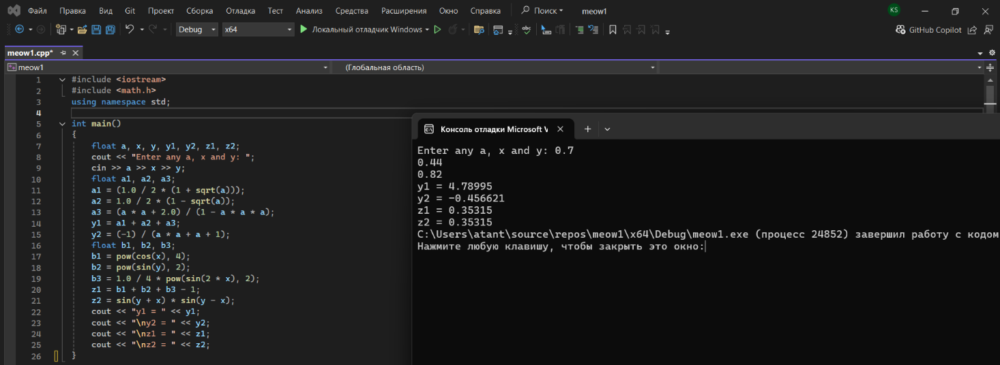 Файл Правка Вид Git Проект Сборка Отладка Тест Анализ Средства Расширения Окно Справка Поиск meow1 KS
Debug x64 Локальный отладчик Windows abc GitHub Copilot
meow1.cpp*
meow1 (Глобальная область)
1 #include <iostream>
2 #include <math.h>
3 using namespace std;
4
5 int main()
6 {
7 float a, x, y, y1, y2, z1, z2;
8 cout << "Enter any a, x and y: ";
9 cin >> a >> x >> y;
10 float a1, a2, a3;
11 a1 = (1.0 / 2 * (1 + sqrt(a)));
12 a2 = 1.0 / 2 * (1 - sqrt(a));
13 a3 = (a * a + 2.0) / (1 - a * a * a);
14 y1 = a1 + a2 + a3;
15 y2 = (-1) / (a * a + a + 1);
16 float b1, b2, b3;
17 b1 = pow(cos(x), 4);
18 b2 = pow(sin(y), 2);
19 b3 = 1.0 / 4 * pow(sin(2 * x), 2);
20 z1 = b1 + b2 + b3 - 1;
21 z2 = sin(y + x) * sin(y - x);
22 cout << "y1 = " << y1;
23 cout << "\ny2 = " << y2;
24 cout << "\nz1 = " << z1;
25 cout << "\nz2 = " << z2;
26 }
C:\ Консоль отладки Microsoft V
Enter any a, x and y: 0.7
0.44
0.82
y1 = 4.78995
y2 = -0.456621
z1 = 0.35315
z2 = 0.35315
C:\Users\atant\source\repos\meow1\x64\Debug\meow1.exe (процесс 24852) завершил работу с кодом
Нажмите любую клавишу, чтобы закрыть это окно: